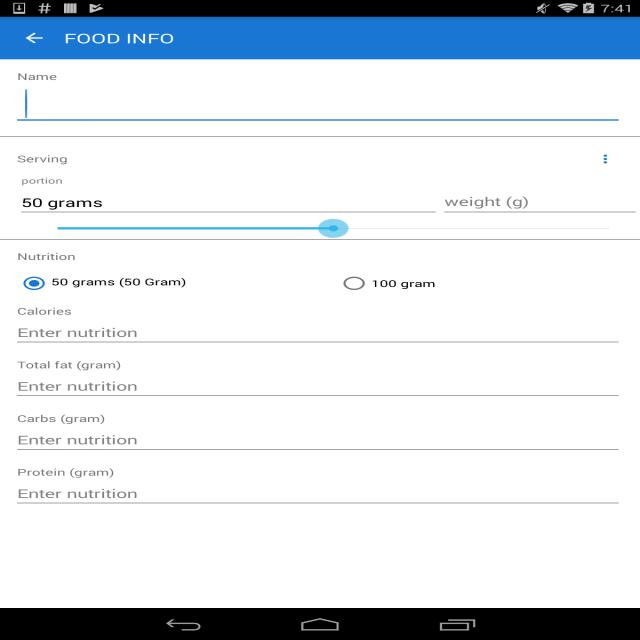 7:41
FOOD INFO
Name
Serving
portion
50 grams
weight (g)
Nutrition
50 grams (50 Gram)
100 gram
Calories
Enter nutrition
Total fat (gram)
Enter nutrition
Carbs (gram)
Enter nutrition
Protein (gram)
Enter nutrition